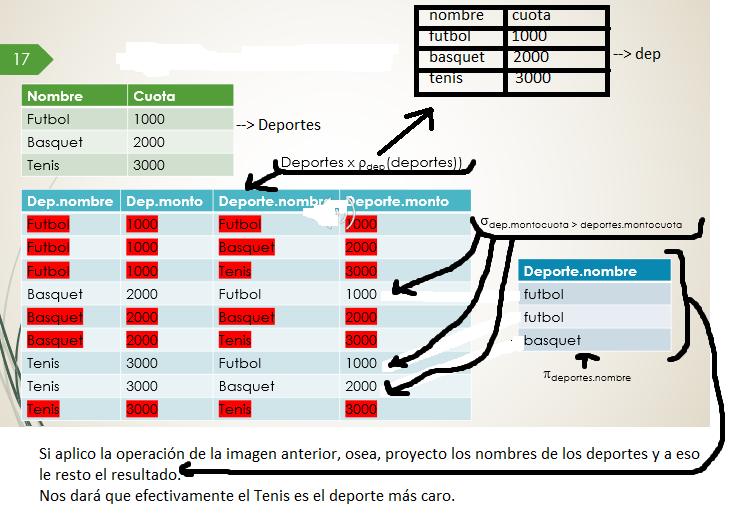 nombre cuota
futbol 1000
basquet 2000
tenis 3000
--> dep
17
Nombre Cuota
Futbol 1000
Basquet 2000
Tenis 3000
--> Deportes
Deportes x ρdep(deportes))
Dep.nombre Dep.monto Deporte.nombre Deporte.monto
Futbol 1000 Futbol 1000
Futbol 1000 Basquet 2000
Futbol 1000 Tenis 3000
Basquet 2000 Futbol 1000
Basquet 2000 Basquet 2000
Basquet 2000 Tenis 3000
Tenis 3000 Futbol 1000
Tenis 3000 Basquet 2000
Tenis 3000 Tenis 3000
σdep.montocuota > deportes.montocuota
Deporte.nombre
futbol
futbol
basquet
πdeportes.nombre
Si aplico la operación de la imagen anterior, osea, proyecto los nombres de los deportes y a eso
le resto el resultado.
Nos dará que efectivamente el Tenis es el deporte más caro.